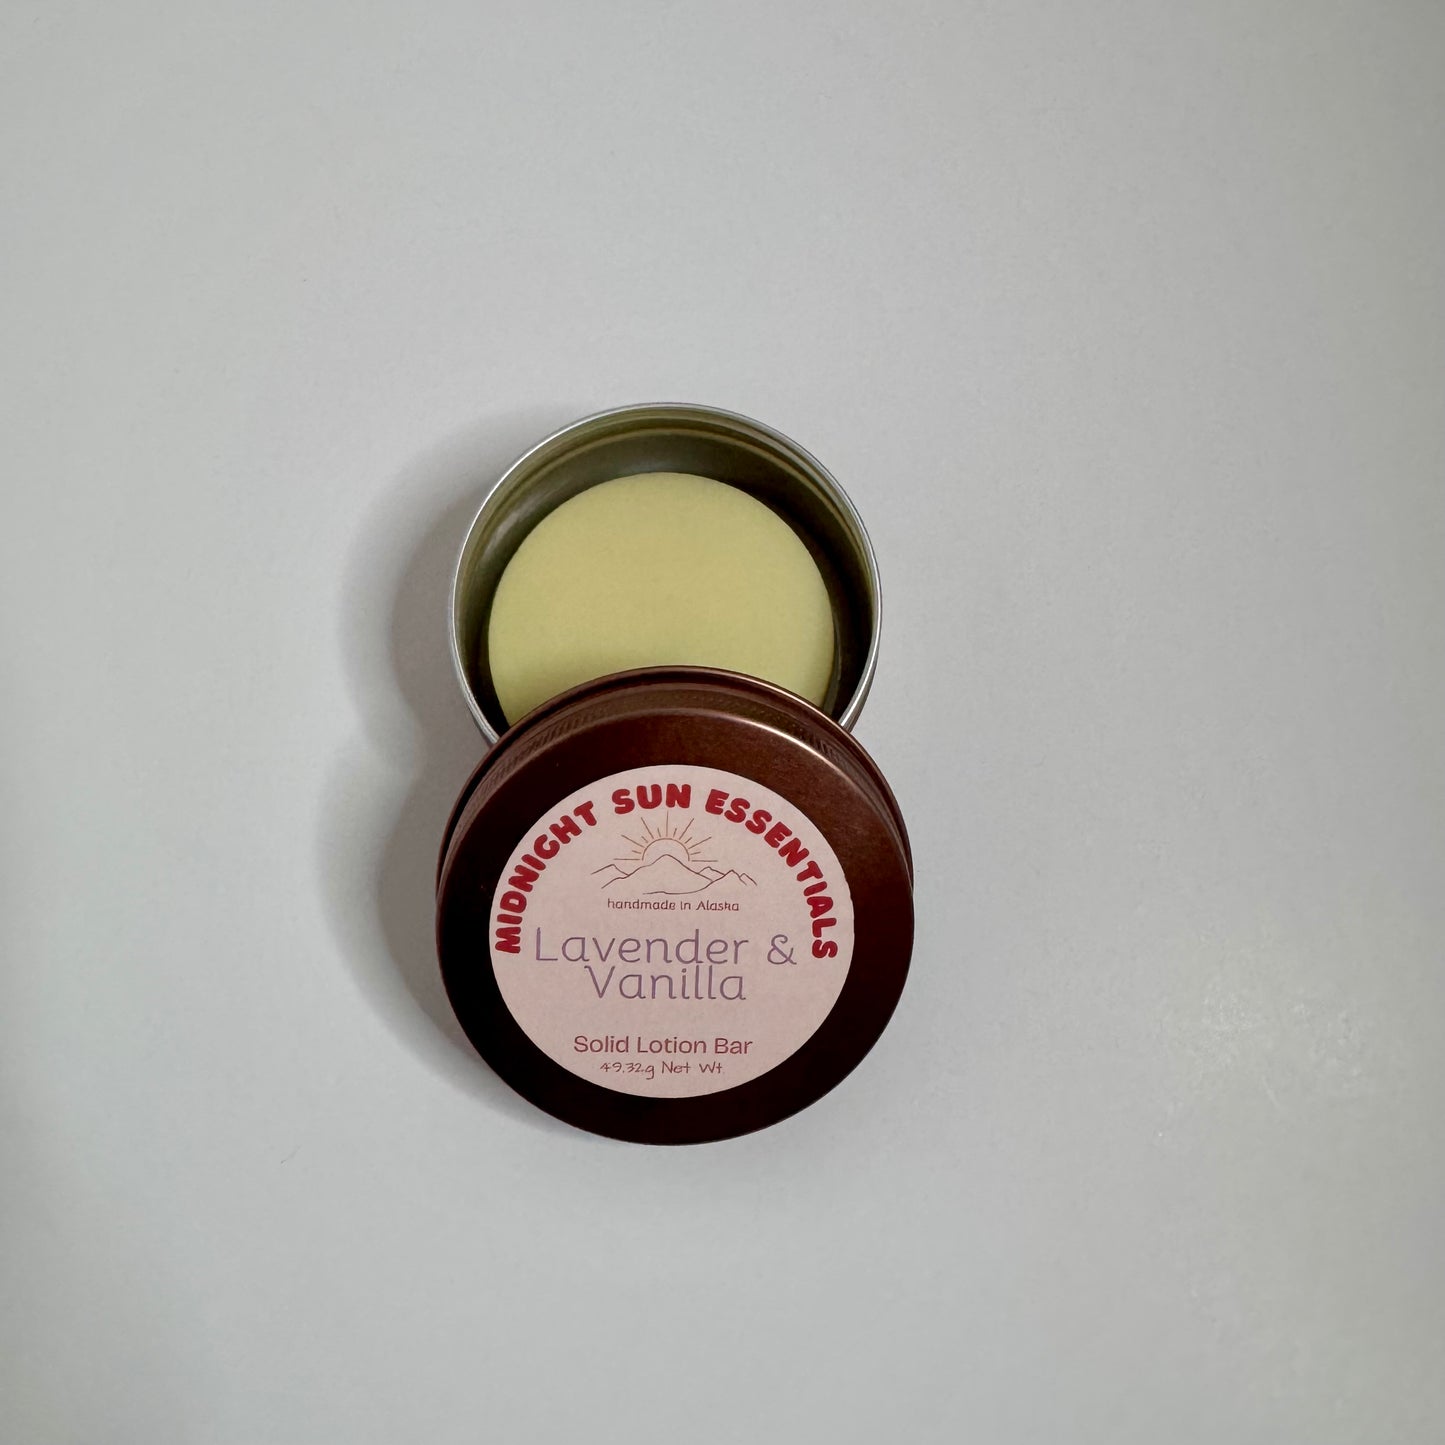 MIDNIGHT SUN ESSENTIALS
handmade in Alaska
Lavender &
Vanilla
Solid Lotion Bar
49.32g Net Wt